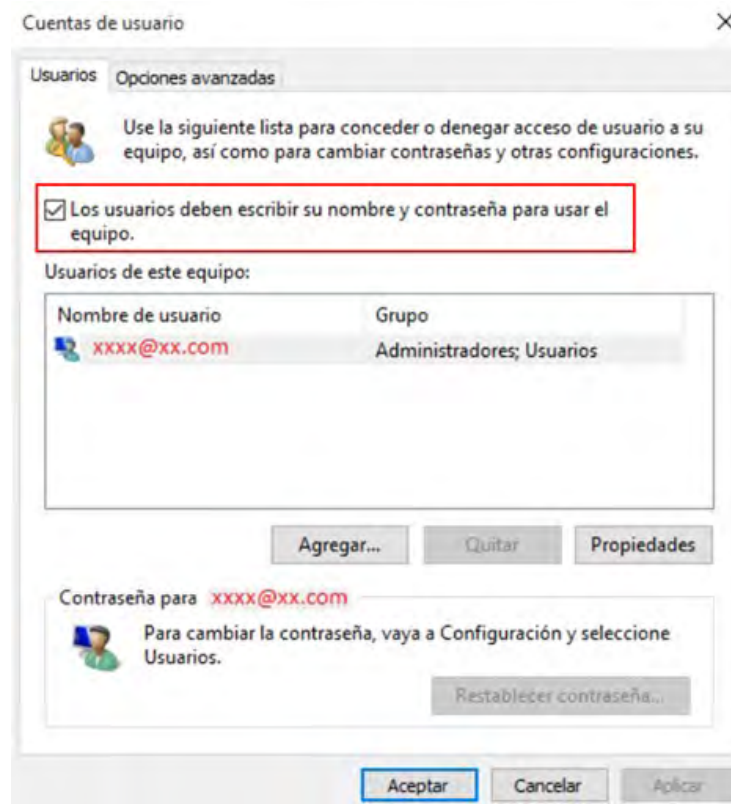 Cuentas de usuario
Usuarios Opciones avanzadas
Use la siguiente lista para conceder o denegar acceso de usuario a su
equipo, así como para cambiar contraseñas y otras configuraciones.
Los usuarios deben escribir su nombre y contraseña para usar el
equipo.
Usuarios de este equipo:
Nombre de usuario Grupo
xxxx@xx.com Administradores; Usuarios
Agregar... Quitar Propiedades
Contraseña para xxxx@xx.com
Para cambiar la contraseña, vaya a Configuración y seleccione
Usuarios.
Restablecer contraseña...
Aceptar Cancelar Aplicar